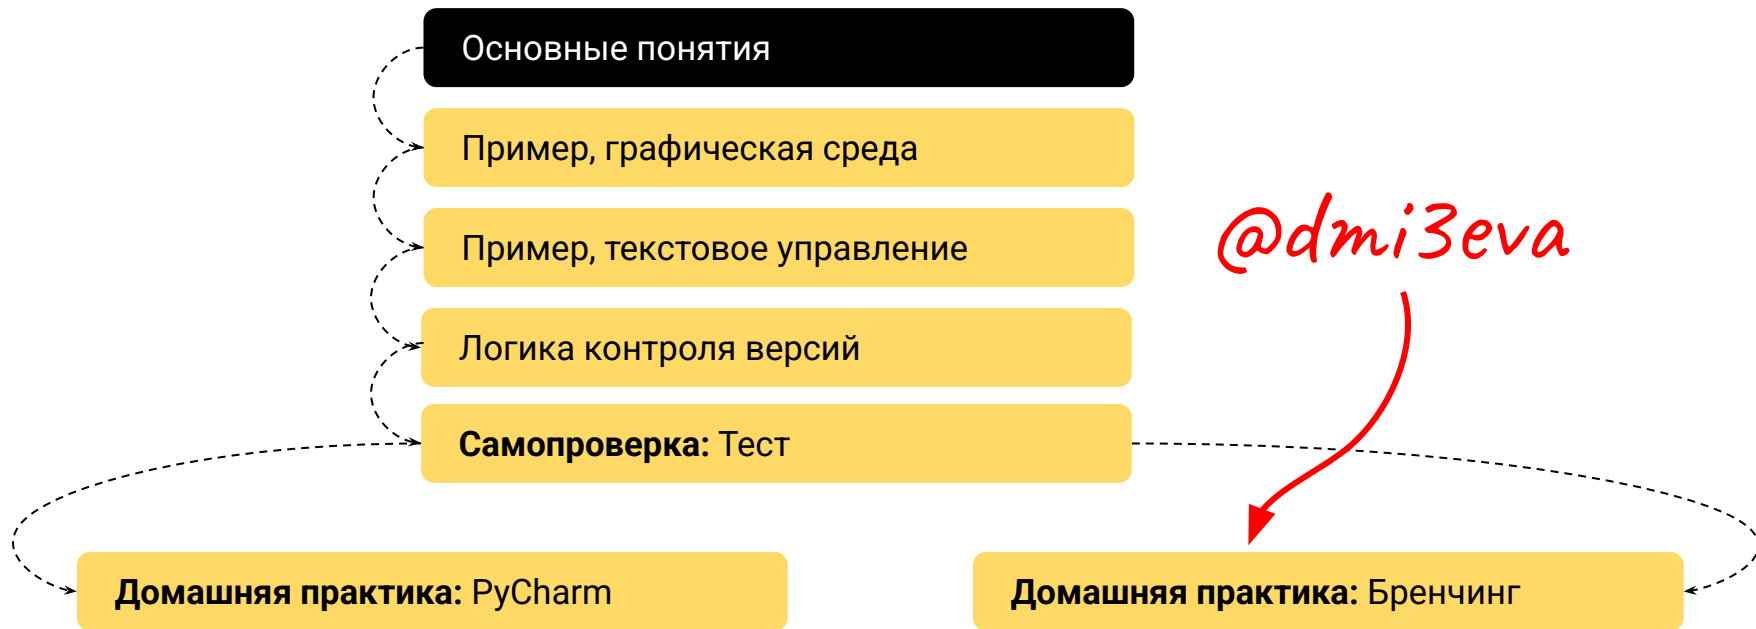 Основные понятия
Пример, графическая среда
Пример, текстовое управление
@dmi3eva
Логика контроля версий
Самопроверка: Тест
Домашняя практика: PyCharm
Домашняя практика: Бренчинг